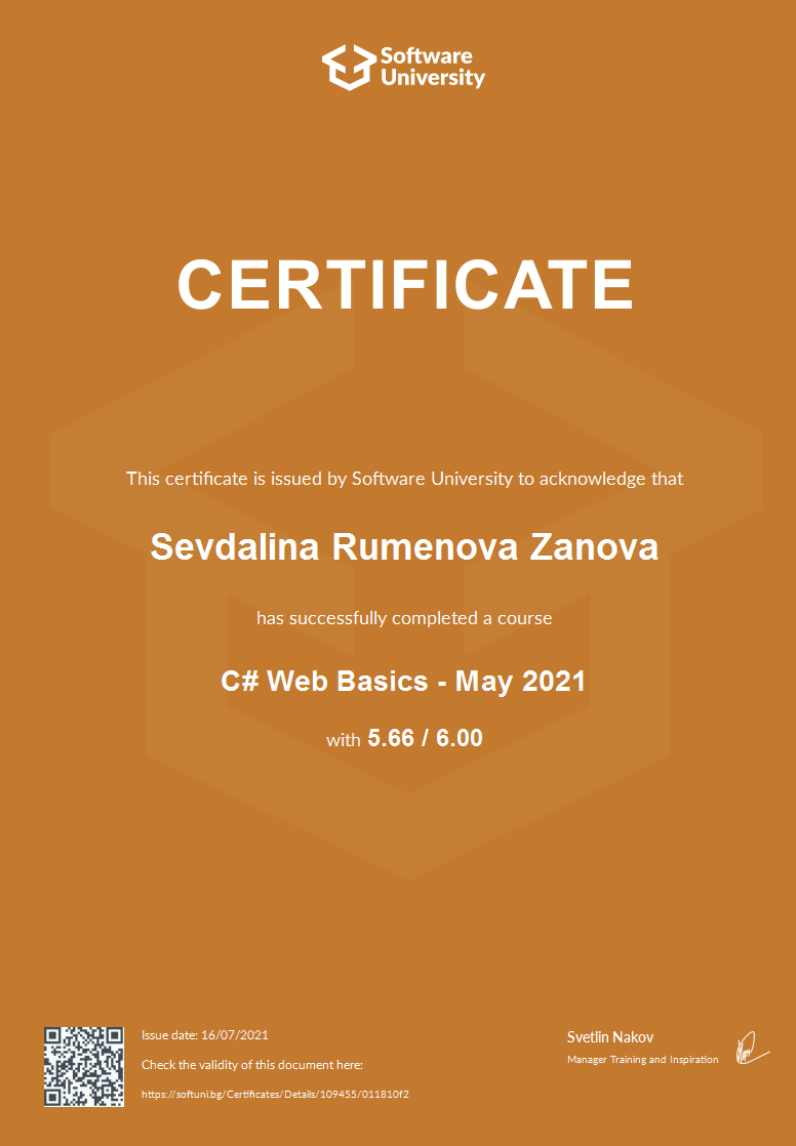 Software
University
CERTIFICATE
This certificate is issued by Software University to acknowledge that
Sevdalina Rumenova Zanova
has successfully completed a course
C# Web Basics - May 2021
with 5.66 / 6.00
Issue date: 16/07/2021
Check the validity of this document here:
https://softuni.bg/Certificates/Details/109455/011810f2
Svetlin Nakov
Manager Training and Inspiration